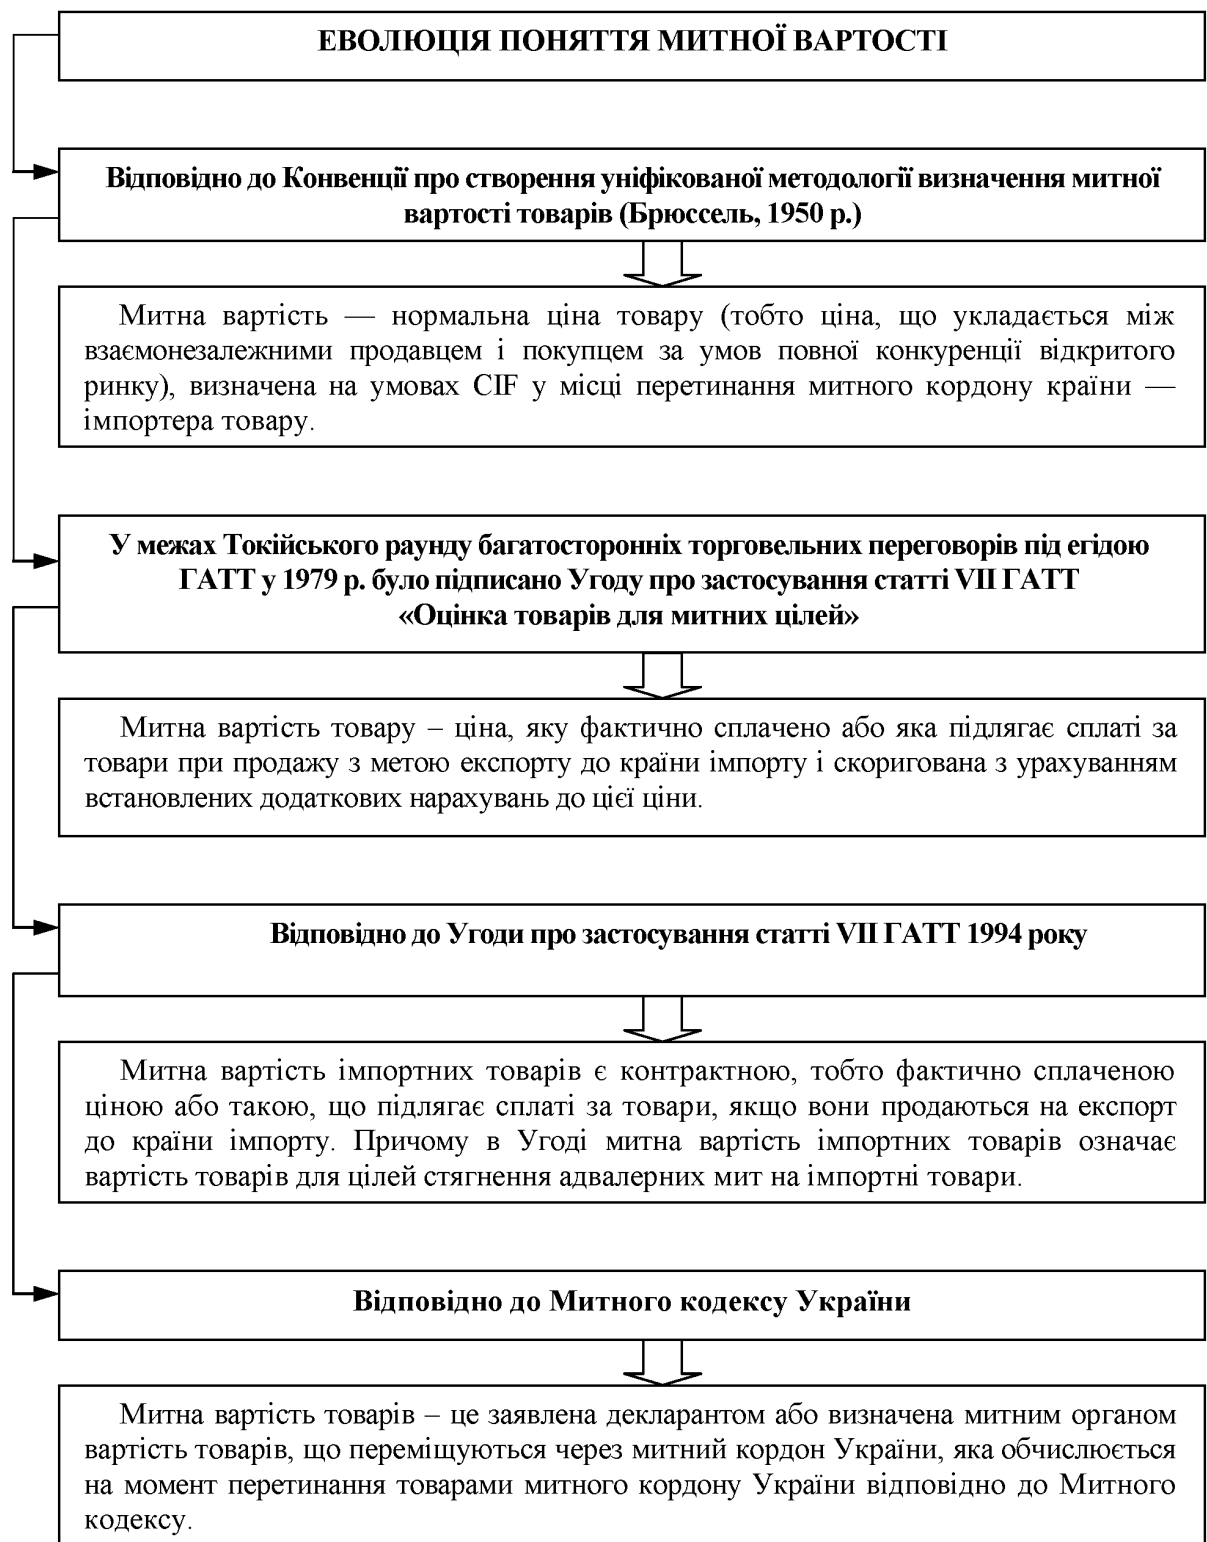 ЕВОЛЮЦІЯ ПОНЯТТЯ МИТНОЇ ВАРТОСТІ
Відповідно до Конвенції про створення уніфікованої методології визначення митної
вартості товарів (Брюссель, 1950 р.)
Митна вартість — нормальна ціна товару (тобто ціна, що укладається між
взаємонезалежними продавцем і покупцем за умов повної конкуренції відкритого
ринку), визначена на умовах CIF у місці перетинання митного кордону країни —
імпортера товару.
У межах Токійського раунду багатосторонніх торговельних переговорів під егідою
ГАТТ у 1979 р. було підписано Угоду про застосування статті VII ГАТТ
«Оцінка товарів для митних цілей»
Митна вартість товару – ціна, яку фактично сплачено або яка підлягає сплаті за
товари при продажу з метою експорту до країни імпорту і скоригована з урахуванням
встановлених додаткових нарахувань до цієї ціни.
Відповідно до Угоди про застосування статті VII ГАТТ 1994 року
Митна вартість імпортних товарів є контрактною, тобто фактично сплаченою
ціною або такою, що підлягає сплаті за товари, якщо вони продаються на експорт
до країни імпорту. Причому в Угоді митна вартість імпортних товарів означає
вартість товарів для цілей стягнення адвалерних мит на імпортні товари.
Відповідно до Митного кодексу України
Митна вартість товарів – це заявлена декларантом або визначена митним органом
вартість товарів, що переміщуються через митний кордон України, яка обчислюється
на момент перетинання товарами митного кордону України відповідно до Митного
кодексу.